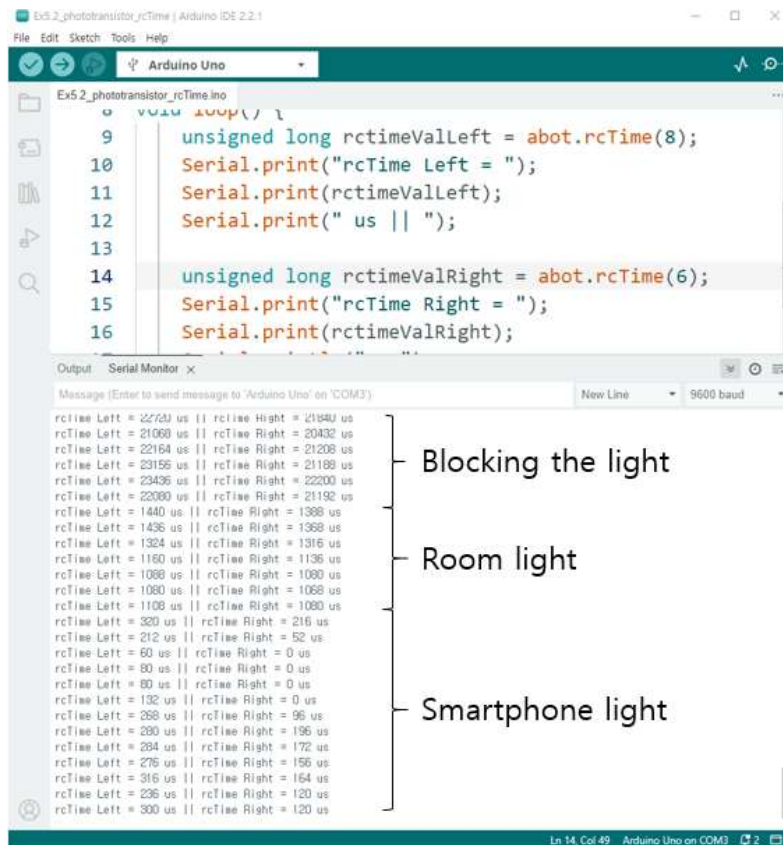 Ex5.2_phototransistor_rcTime | Arduino IDE 2.2.1
File Edit Sketch Tools Help
Arduino Uno
Ex5.2_phototransistor_rcTime.ino
8 void loop() {
9 unsigned long rctimeValLeft = abot.rcTime(8);
10 Serial.print("rcTime Left = ");
11 Serial.print(rctimeValLeft);
12 Serial.print(" us || ");
13
14 unsigned long rctimeValRight = abot.rcTime(6);
15 Serial.print("rcTime Right = ");
16 Serial.print(rctimeValRight);
Output Serial Monitor x
Message (Enter to send message to 'Arduino Uno' on 'COM3') New Line 9600 baud
rcTime Left = 22720 us || rcTime Right = 21840 us
rcTime Left = 21068 us || rcTime Right = 20432 us
rcTime Left = 22164 us || rcTime Right = 21208 us
rcTime Left = 23156 us || rcTime Right = 21188 us
rcTime Left = 23436 us || rcTime Right = 22200 us
rcTime Left = 22080 us || rcTime Right = 21192 us
Blocking the light
rcTime Left = 1440 us || rcTime Right = 1388 us
rcTime Left = 1436 us || rcTime Right = 1368 us
rcTime Left = 1324 us || rcTime Right = 1316 us
rcTime Left = 1160 us || rcTime Right = 1136 us
rcTime Left = 1088 us || rcTime Right = 1080 us
rcTime Left = 1080 us || rcTime Right = 1068 us
rcTime Left = 1108 us || rcTime Right = 1080 us
Room light
rcTime Left = 320 us || rcTime Right = 216 us
rcTime Left = 212 us || rcTime Right = 52 us
rcTime Left = 60 us || rcTime Right = 0 us
rcTime Left = 80 us || rcTime Right = 0 us
rcTime Left = 80 us || rcTime Right = 0 us
rcTime Left = 132 us || rcTime Right = 0 us
rcTime Left = 268 us || rcTime Right = 96 us
rcTime Left = 280 us || rcTime Right = 196 us
rcTime Left = 284 us || rcTime Right = 172 us
rcTime Left = 276 us || rcTime Right = 156 us
rcTime Left = 316 us || rcTime Right = 164 us
rcTime Left = 236 us || rcTime Right = 120 us
rcTime Left = 300 us || rcTime Right = 120 us
Smartphone light
Ln 14, Col 49 Arduino Uno on COM3 2